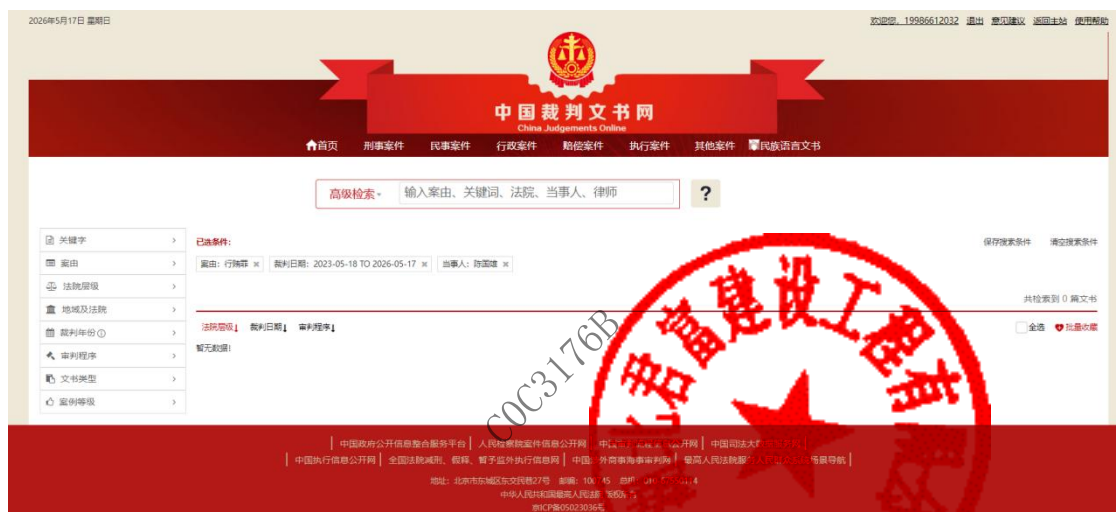 2026年5月17日 星期日
欢迎您，19986612032 退出 意见建议 返回主站 使用帮助
中国裁判文书网
China Judgements Online
首页 刑事案件 民事案件 行政案件 赔偿案件 执行案件 其他案件 民族语言文书
高级检索 输入案由、关键词、法院、当事人、律师 ?
关键字
案由
法院层级
地域及法院
裁判年份
审判程序
文书类型
案例等级
已选条件：
保存搜索条件 清空搜索条件
案由：行贿罪 裁判日期：2023-05-18 TO 2026-05-17 当事人：陈国雄
共检索到 0 篇文书
法院层级 裁判日期 审判程序
全选 批量收藏
暂无数据!
C0C3176B
君富建设工程有
中国政府公开信息整合服务平台 人民检察院案件信息公开网 开网 中国司法大
中国执行信息公开网 全国法院减刑、假释、暂予监外执行信息网 中国 外商事海事审判网 最高人民法院服 场景导航
地址：北京市东城区东交民巷27号 邮编：100 45
中华人民共和国最高人民法院
京ICP备05023036号